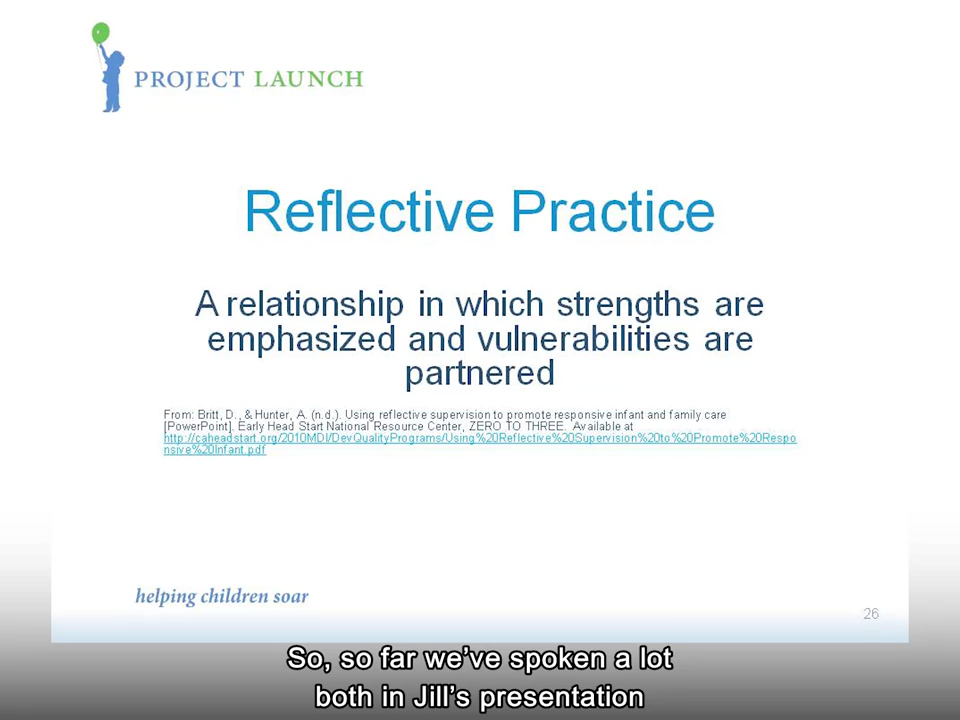 PROJECT LAUNCH
Reflective Practice
A relationship in which strengths are
emphasized and vulnerabilities are
partnered
From: Britt, D., & Hunter, A. (n.d.). Using reflective supervision to promote responsive infant and family care
[PowerPoint]. Early Head Start National Resource Center, ZERO TO THREE. Available at
http://caheadstart.org/2010MDI/DevQualityPrograms/Using%20Reflective%20Supervision%20to%20Promote%20Respo
nsive%20Infant.pdf
helping children soar
26
So, so far we've spoken a lot
both in Jill's presentation